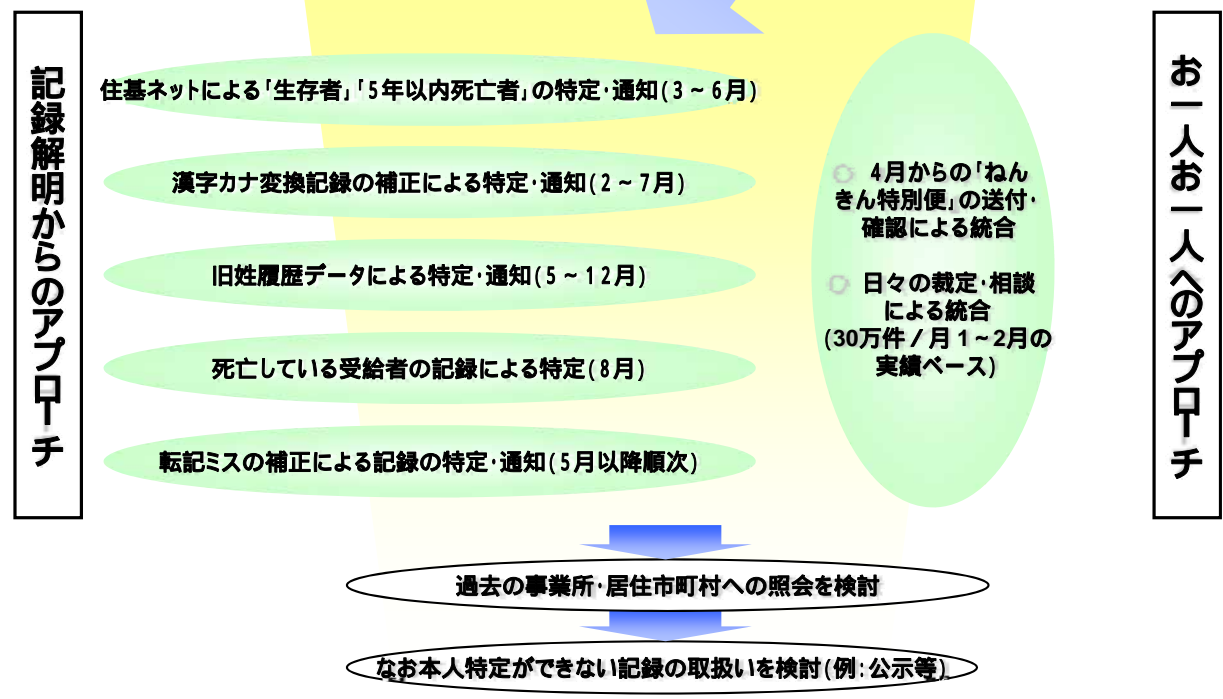 記録解明からのアプローチ
住基ネットによる「生存者」「5年以内死亡者」の特定・通知(3～6月)
漢字カナ変換記録の補正による特定・通知(2～7月)
旧姓履歴データによる特定・通知(5～12月)
死亡している受給者の記録による特定(8月)
転記ミスの補正による記録の特定・通知(5月以降順次)
4月からの「ねん
きん特別便」の送付・
確認による統合
日々の裁定・相談
による統合
(30万件／月 1～2月の
実績ベース)
お一人お一人へのアプローチ
過去の事業所・居住市町村への照会を検討
なお本人特定ができない記録の取扱いを検討(例：公示等)